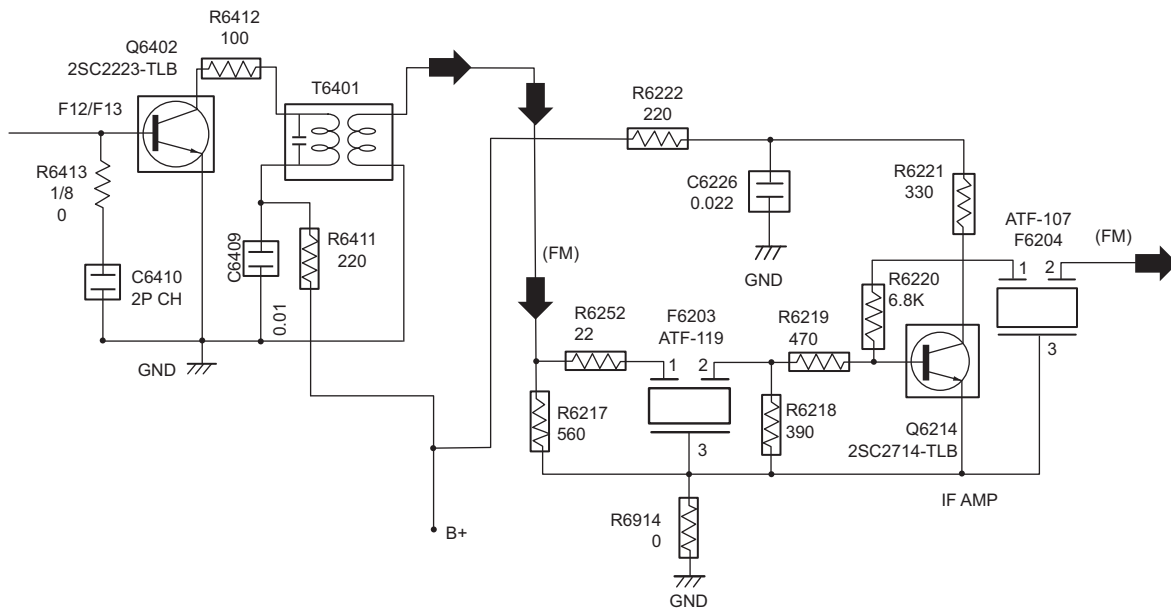 R6412
100
Q6402
2SC2223-TLB
T6401
F12/F13
R6413
1/8
0
C6410
2P CH
GND
C6409
0.01
R6411
220
B+
(FM)
R6222
220
C6226
0.022
GND
R6221
330
ATF-107
F6204
(FM)
1
2
3
R6220
6.8K
R6252
22
F6203
ATF-119
1
2
3
R6219
470
R6217
560
R6218
390
Q6214
2SC2714-TLB
IF AMP
R6914
0
GND